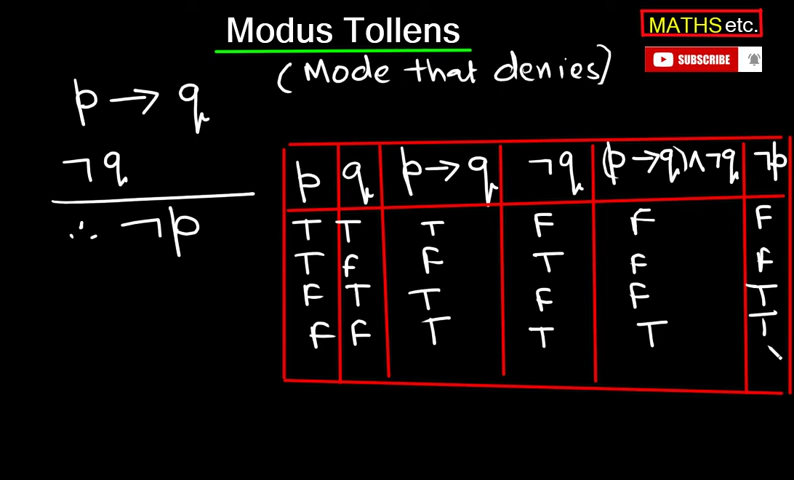 Modus Tollens
MATHS etc.
SUBSCRIBE
(Mode that denies)
p → q
¬q
∴ ¬p
p q p→q ¬q (p→q)∧¬q ¬p
T T T F F F
T F F T F F
F T T F F T
F F T T T T